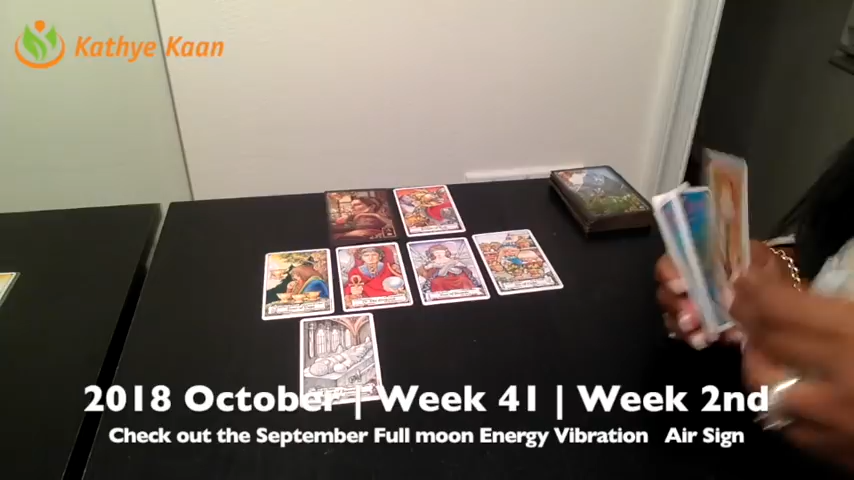 Kathye Kaan
2018 October | Week 41 | Week 2nd
Check out the September Full moon Energy Vibration Air Sign